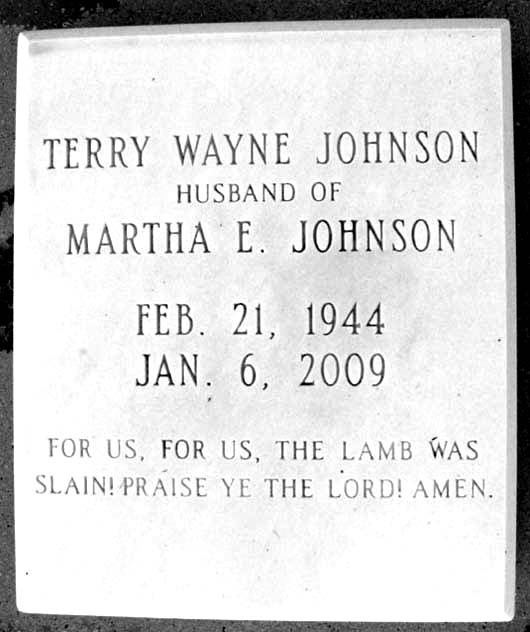 TERRY WAYNE JOHNSON
HUSBAND OF
MARTHA E. JOHNSON
FEB. 21, 1944
JAN. 6, 2009
FOR US, FOR US, THE LAMB WAS
SLAIN! PRAISE YE THE LORD! AMEN.